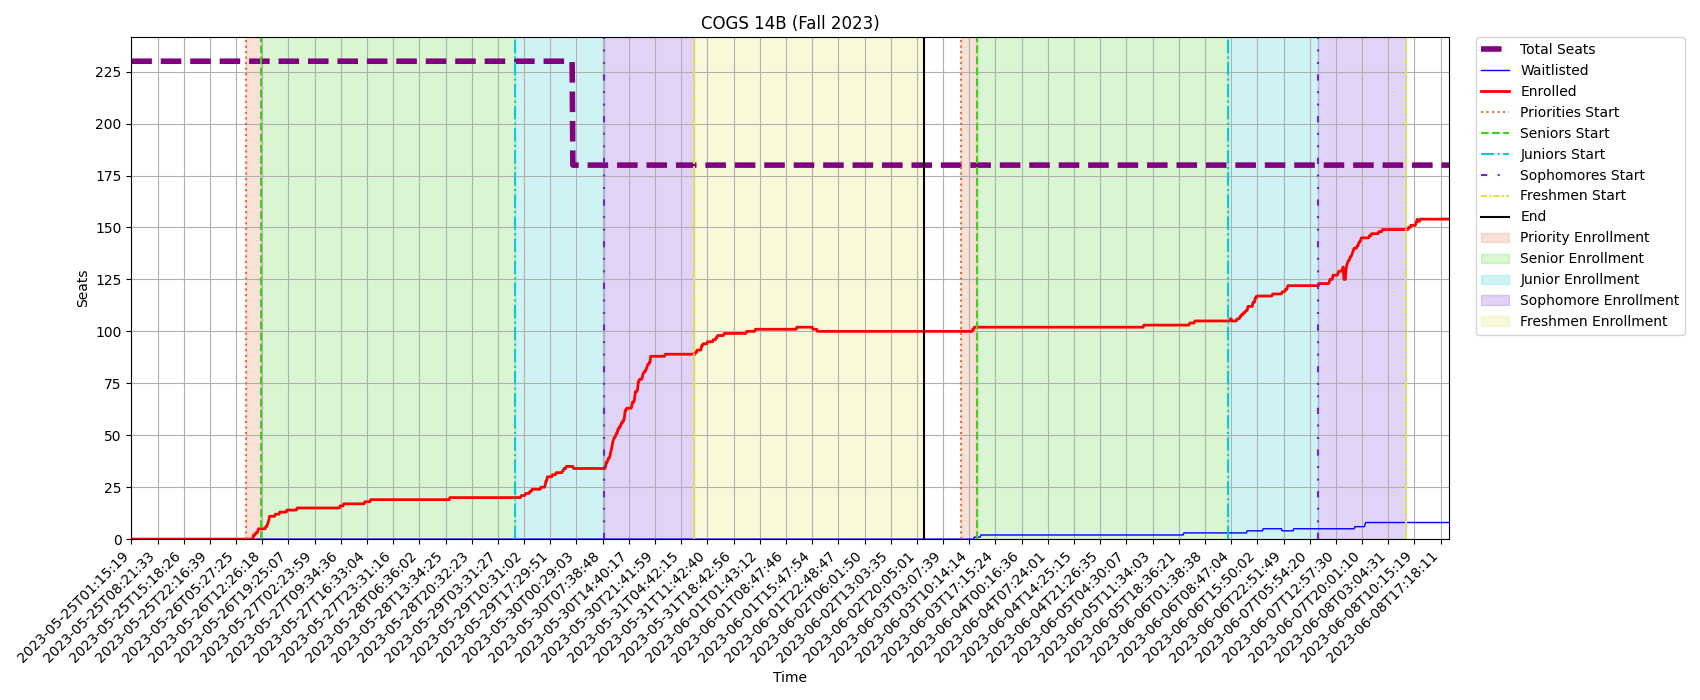 COGS 14B (Fall 2023)
Seats
225
200
175
150
125
100
75
50
25
0
2023-05-25T01:15:19
2023-05-25T08:21:33
2023-05-25T15:18:26
2023-05-25T22:16:39
2023-05-26T05:27:25
2023-05-26T12:26:18
2023-05-26T19:25:07
2023-05-27T02:23:59
2023-05-27T09:34:36
2023-05-27T16:33:04
2023-05-27T23:31:16
2023-05-28T06:36:02
2023-05-28T13:34:25
2023-05-28T20:32:23
2023-05-29T03:31:27
2023-05-29T10:31:02
2023-05-29T17:29:51
2023-05-30T00:29:03
2023-05-30T07:38:48
2023-05-30T14:40:17
2023-05-30T21:41:59
2023-05-31T04:42:15
2023-05-31T11:42:40
2023-05-31T18:42:56
2023-06-01T01:43:12
2023-06-01T08:47:46
2023-06-01T15:47:54
2023-06-01T22:48:47
2023-06-02T06:01:50
2023-06-02T13:03:35
2023-06-02T20:05:01
2023-06-03T03:07:39
2023-06-03T10:14:14
2023-06-03T17:15:24
2023-06-04T00:16:36
2023-06-04T07:24:01
2023-06-04T14:25:15
2023-06-04T21:26:35
2023-06-05T04:30:07
2023-06-05T11:34:03
2023-06-05T18:36:21
2023-06-06T01:38:38
2023-06-06T08:47:04
2023-06-06T15:50:02
2023-06-06T22:51:49
2023-06-07T05:54:20
2023-06-07T12:57:30
2023-06-07T20:01:10
2023-06-08T03:04:31
2023-06-08T10:15:19
2023-06-08T17:18:11
Time
Total Seats
Waitlisted
Enrolled
Priorities Start
Seniors Start
Juniors Start
Sophomores Start
Freshmen Start
End
Priority Enrollment
Senior Enrollment
Junior Enrollment
Sophomore Enrollment
Freshmen Enrollment